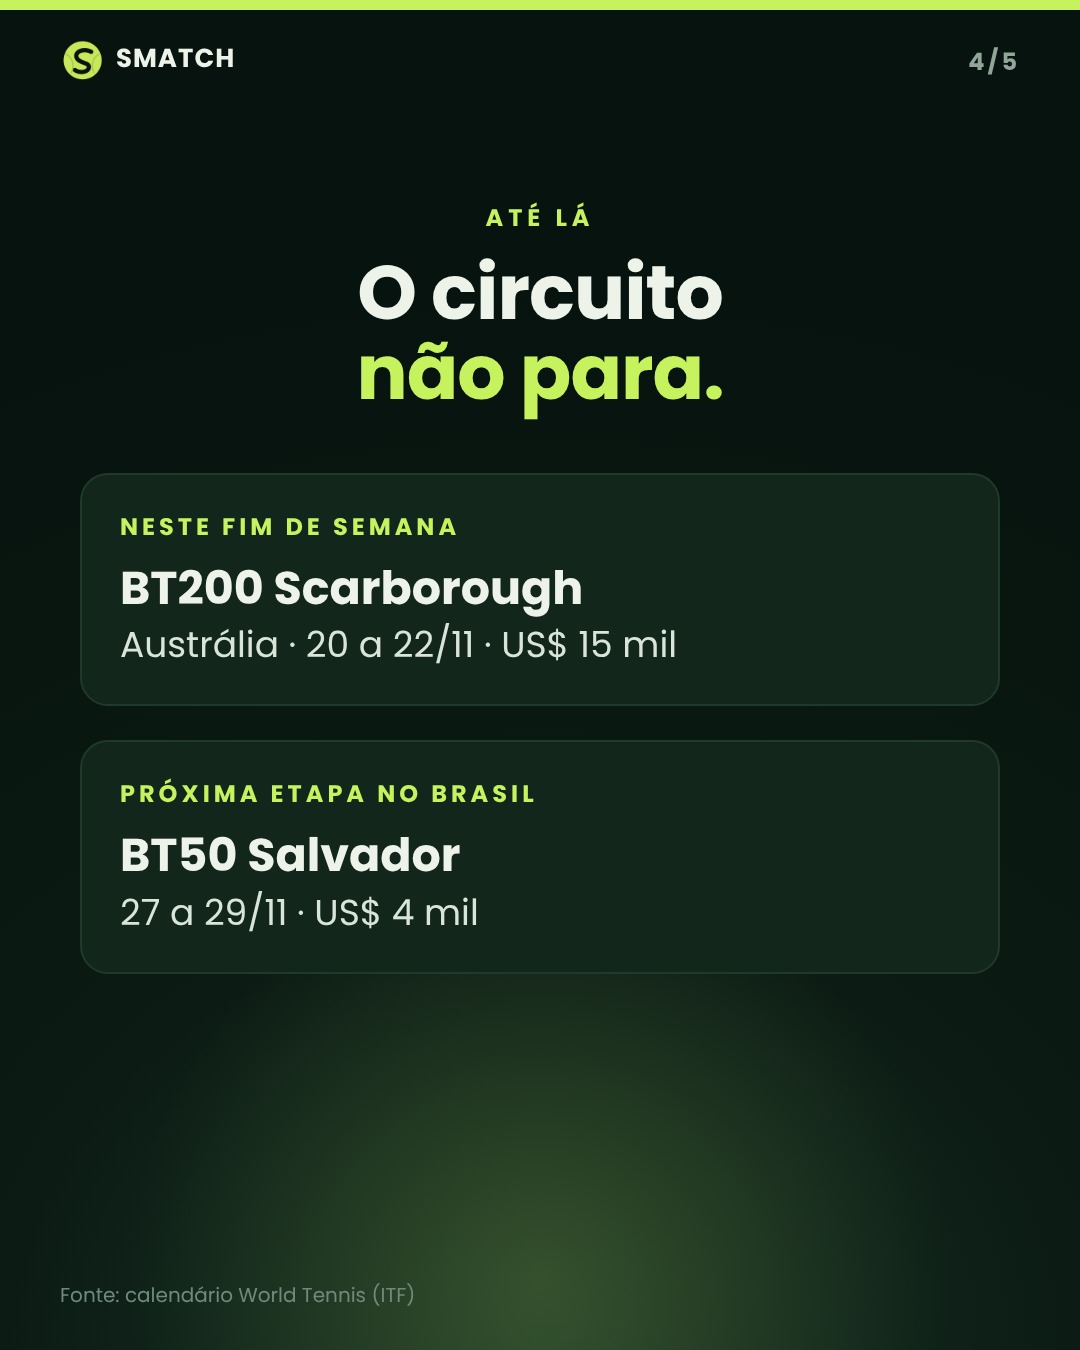 SMATCH
4/5
ATÉ LÁ
O circuito
não para.
NESTE FIM DE SEMANA
BT200 Scarborough
Austrália · 20 a 22/11 · US$ 15 mil
PRÓXIMA ETAPA NO BRASIL
BT50 Salvador
27 a 29/11 · US$ 4 mil
Fonte: calendário World Tennis (ITF)